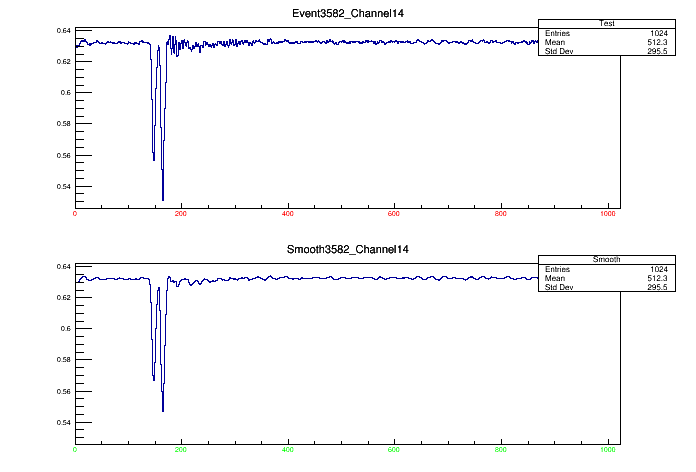 Event3582_Channel14
Test
Entries 1024
Mean 512.3
Std Dev 295.5
0.64
0.62
0.6
0.58
0.56
0.54
0 200 400 600 800 1000
Smooth3582_Channel14
Smooth
Entries 1024
Mean 512.3
Std Dev 295.5
0.64
0.62
0.6
0.58
0.56
0.54
0 200 400 600 800 1000